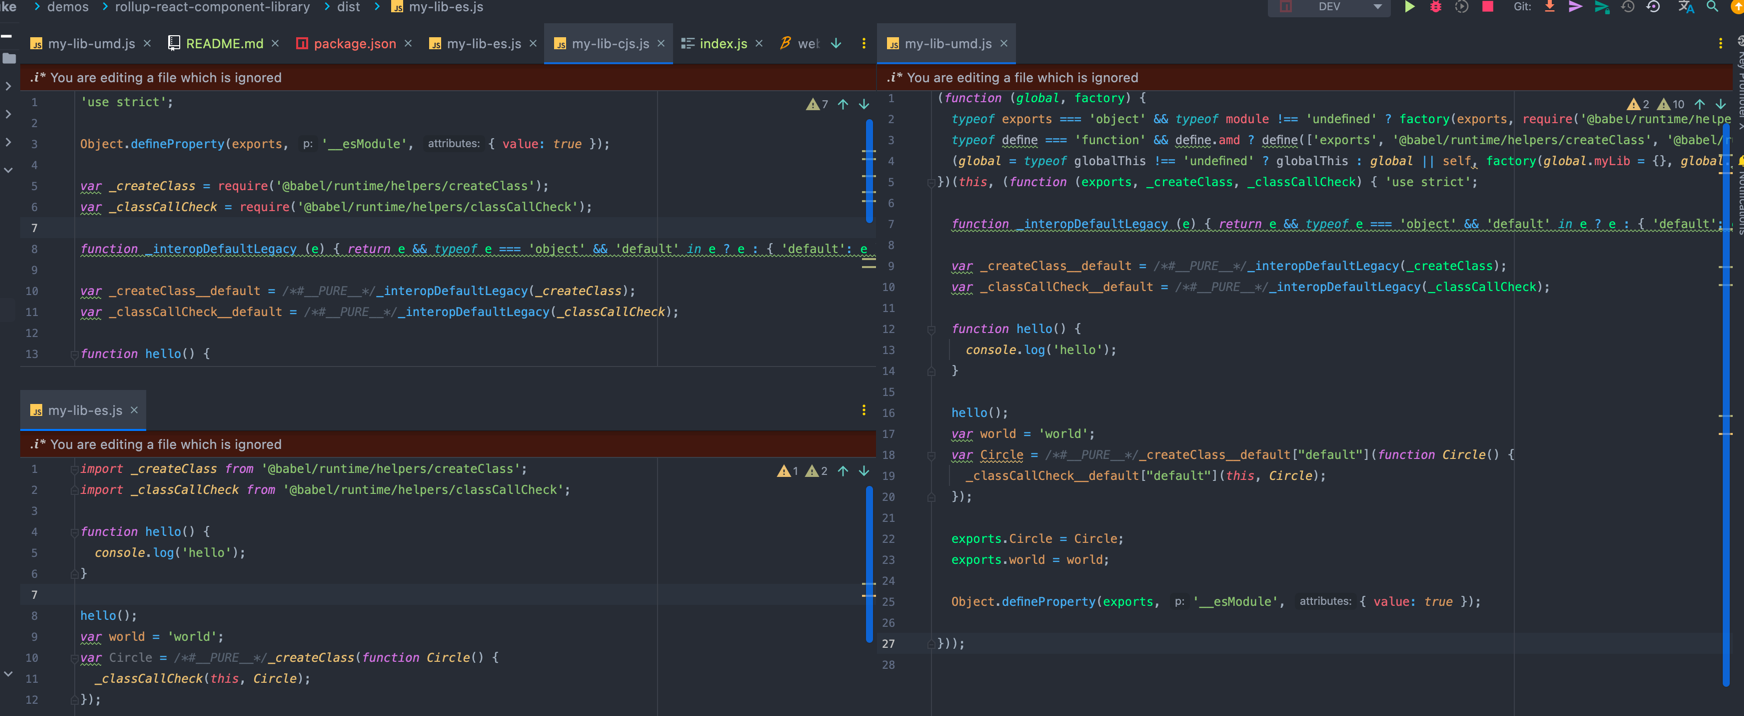 demos > rollup-react-component-library > dist > my-lib-es.js
DEV
Git:
my-lib-umd.js
README.md
package.json
my-lib-es.js
my-lib-cjs.js
index.js
.i* You are editing a file which is ignored
7
1 'use strict';
2
3 Object.defineProperty(exports, p: '__esModule', attributes: { value: true });
4
5 var _createClass = require('@babel/runtime/helpers/createClass');
6 var _classCallCheck = require('@babel/runtime/helpers/classCallCheck');
7
8 function _interopDefaultLegacy (e) { return e && typeof e === 'object' && 'default' in e ? e : { 'default': e
9
10 var _createClass__default = /*#__PURE__*/_interopDefaultLegacy(_createClass);
11 var _classCallCheck__default = /*#__PURE__*/_interopDefaultLegacy(_classCallCheck);
12
13 function hello() {
my-lib-es.js
.i* You are editing a file which is ignored
1 2
1 import _createClass from '@babel/runtime/helpers/createClass';
2 import _classCallCheck from '@babel/runtime/helpers/classCallCheck';
3
4 function hello() {
5 console.log('hello');
6 }
7
8 hello();
9 var world = 'world';
10 var Circle = /*#__PURE__*/_createClass(function Circle() {
11 _classCallCheck(this, Circle);
12 });
my-lib-umd.js
.i* You are editing a file which is ignored
2 10
1 (function (global, factory) {
2 typeof exports === 'object' && typeof module !== 'undefined' ? factory(exports, require('@babel/runtime/helpe
3 typeof define === 'function' && define.amd ? define(['exports', '@babel/runtime/helpers/createClass', '@babel/
4 (global = typeof globalThis !== 'undefined' ? globalThis : global || self, factory(global.myLib = {}, global
5 })(this, (function (exports, _createClass, _classCallCheck) { 'use strict';
6
7 function _interopDefaultLegacy (e) { return e && typeof e === 'object' && 'default' in e ? e : { 'default':
8
9 var _createClass__default = /*#__PURE__*/_interopDefaultLegacy(_createClass);
10 var _classCallCheck__default = /*#__PURE__*/_interopDefaultLegacy(_classCallCheck);
11
12 function hello() {
13 console.log('hello');
14 }
15
16 hello();
17 var world = 'world';
18 var Circle = /*#__PURE__*/_createClass__default["default"](function Circle() {
19 _classCallCheck__default["default"](this, Circle);
20 });
21
22 exports.Circle = Circle;
23 exports.world = world;
24
25 Object.defineProperty(exports, p: '__esModule', attributes: { value: true });
26
27 }));
28